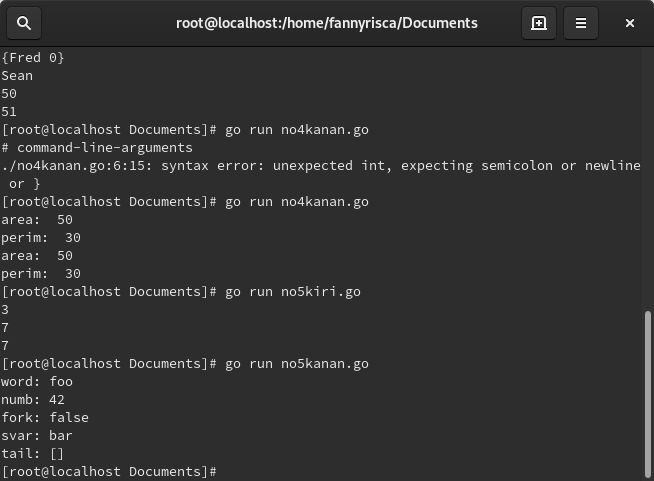 root@localhost:/home/fannyrisca/Documents
{Fred 0}
Sean
50
51
[root@localhost Documents]# go run no4kanan.go
# command-line-arguments
./no4kanan.go:6:15: syntax error: unexpected int, expecting semicolon or newline
 or }
[root@localhost Documents]# go run no4kanan.go
area:  50
perim:  30
area:  50
perim:  30
[root@localhost Documents]# go run no5kiri.go
3
7
7
[root@localhost Documents]# go run no5kanan.go
word: foo
numb: 42
fork: false
svar: bar
tail: []
[root@localhost Documents]#